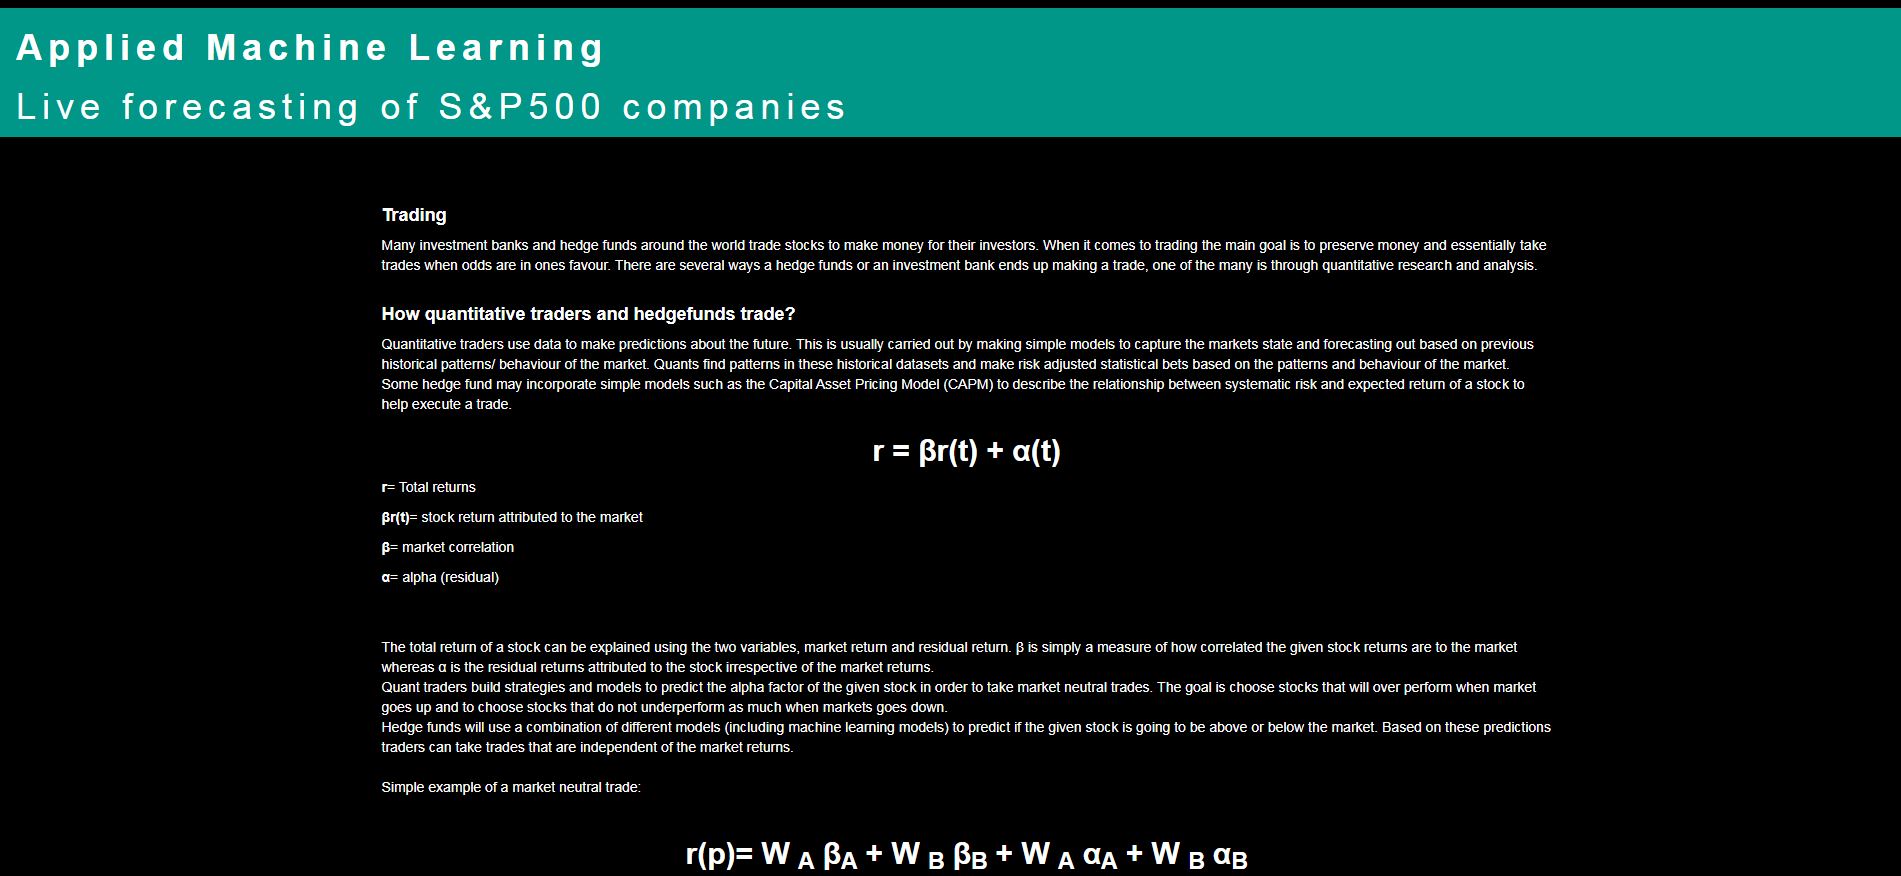 Applied Machine Learning
Live forecasting of S&P500 companies
Trading
Many investment banks and hedge funds around the world trade stocks to make money for their investors. When it comes to trading the main goal is to preserve money and essentially take
trades when odds are in ones favour. There are several ways a hedge funds or an investment bank ends up making a trade, one of the many is through quantitative research and analysis.
How quantitative traders and hedgefunds trade?
Quantitative traders use data to make predictions about the future. This is usually carried out by making simple models to capture the markets state and forecasting out based on previous
historical patterns/ behaviour of the market. Quants find patterns in these historical datasets and make risk adjusted statistical bets based on the patterns and behaviour of the market.
Some hedge fund may incorporate simple models such as the Capital Asset Pricing Model (CAPM) to describe the relationship between systematic risk and expected return of a stock to
help execute a trade.
r = βr(t) + α(t)
r= Total returns
βr(t)= stock return attributed to the market
β= market correlation
α= alpha (residual)
The total return of a stock can be explained using the two variables, market return and residual return. β is simply a measure of how correlated the given stock returns are to the market
whereas α is the residual returns attributed to the stock irrespective of the market returns.
Quant traders build strategies and models to predict the alpha factor of the given stock in order to take market neutral trades. The goal is choose stocks that will over perform when market
goes up and to choose stocks that do not underperform as much when markets goes down.
Hedge funds will use a combination of different models (including machine learning models) to predict if the given stock is going to be above or below the market. Based on these predictions
traders can take trades that are independent of the market returns.
Simple example of a market neutral trade:
r(p)= W A βA + W B βB + W A αA + W B αB